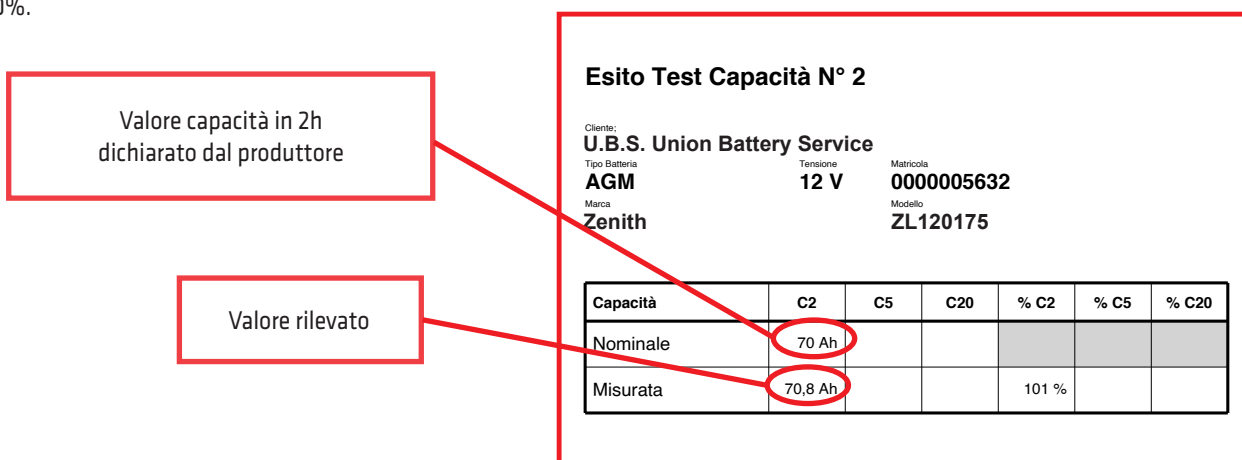 0%.
Valore capacità in 2h
dichiarato dal produttore
Valore rilevato
Esito Test Capacità N° 2
Cliente;
U.B.S. Union Battery Service
Tipo Batteria Tensione Matricola
AGM 12 V 0000005632
Marca Modello
Zenith ZL120175
Capacità C2 C5 C20 % C2 % C5 % C20
Nominale 70 Ah
Misurata 70,8 Ah 101 %